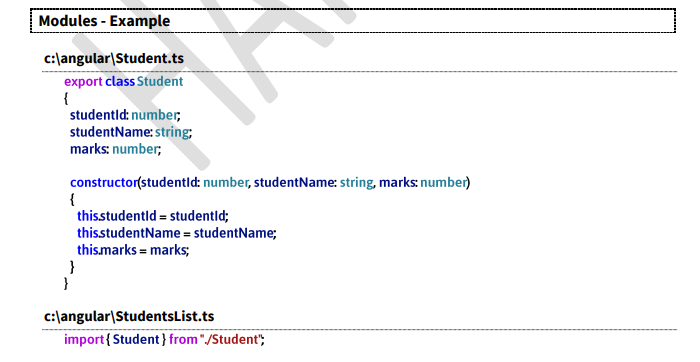 Modules - Example
c:\angular\Student.ts
export class Student
{
studentId: number;
studentName: string;
marks: number;
constructor(studentId: number, studentName: string, marks: number)
{
this.studentId = studentId;
this.studentName = studentName;
this.marks = marks;
}
}
c:\angular\StudentsList.ts
import { Student } from "./Student";